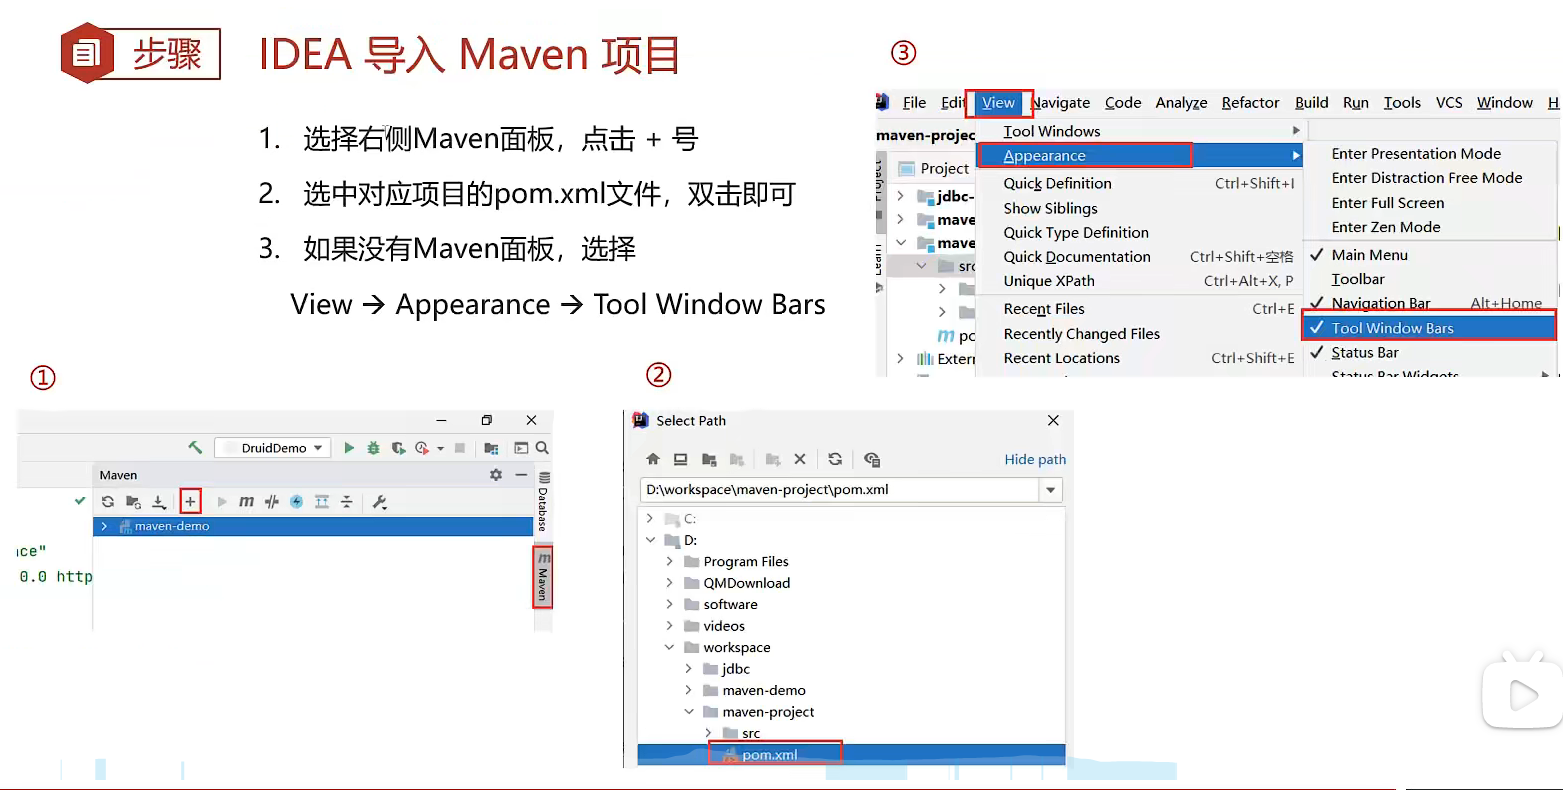 步骤
IDEA 导入 Maven 项目
1. 选择右侧Maven面板，点击 + 号
2. 选中对应项目的pom.xml文件，双击即可
3. 如果没有Maven面板，选择
View → Appearance → Tool Window Bars
①
DruidDemo
Maven
maven-demo
Database
Maven
ace"
0.0 http
②
Select Path
Hide path
D:\workspace\maven-project\pom.xml
C:
D:
Program Files
QMDownload
software
videos
workspace
jdbc
maven-demo
maven-project
src
pom.xml
③
File Edit View Navigate Code Analyze Refactor Build Run Tools VCS Window H
maven-projec
Project
Project
jdbc-
mave
mave
src
po
Extern
Learn
Tool Windows
Appearance
Quick Definition Ctrl+Shift+I
Show Siblings
Quick Type Definition
Quick Documentation Ctrl+Shift+空格
Unique XPath Ctrl+Alt+X, P
Recent Files Ctrl+E
Recently Changed Files
Recent Locations Ctrl+Shift+E
Enter Presentation Mode
Enter Distraction Free Mode
Enter Full Screen
Enter Zen Mode
Main Menu
Toolbar
Navigation Bar Alt+Home
Tool Window Bars
Status Bar
Status Bar Widgets